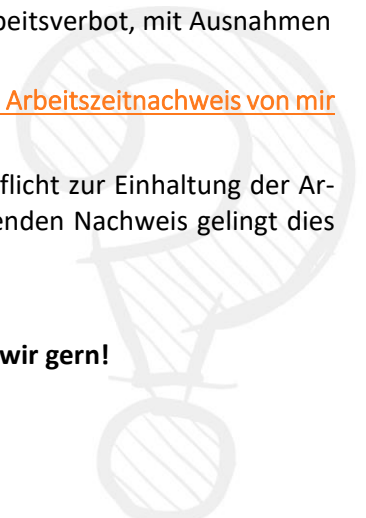 beitsverbot, mit Ausnahmen
Arbeitszeitnachweis von mir
flicht zur Einhaltung der Ar-
enden Nachweis gelingt dies
wir gern!